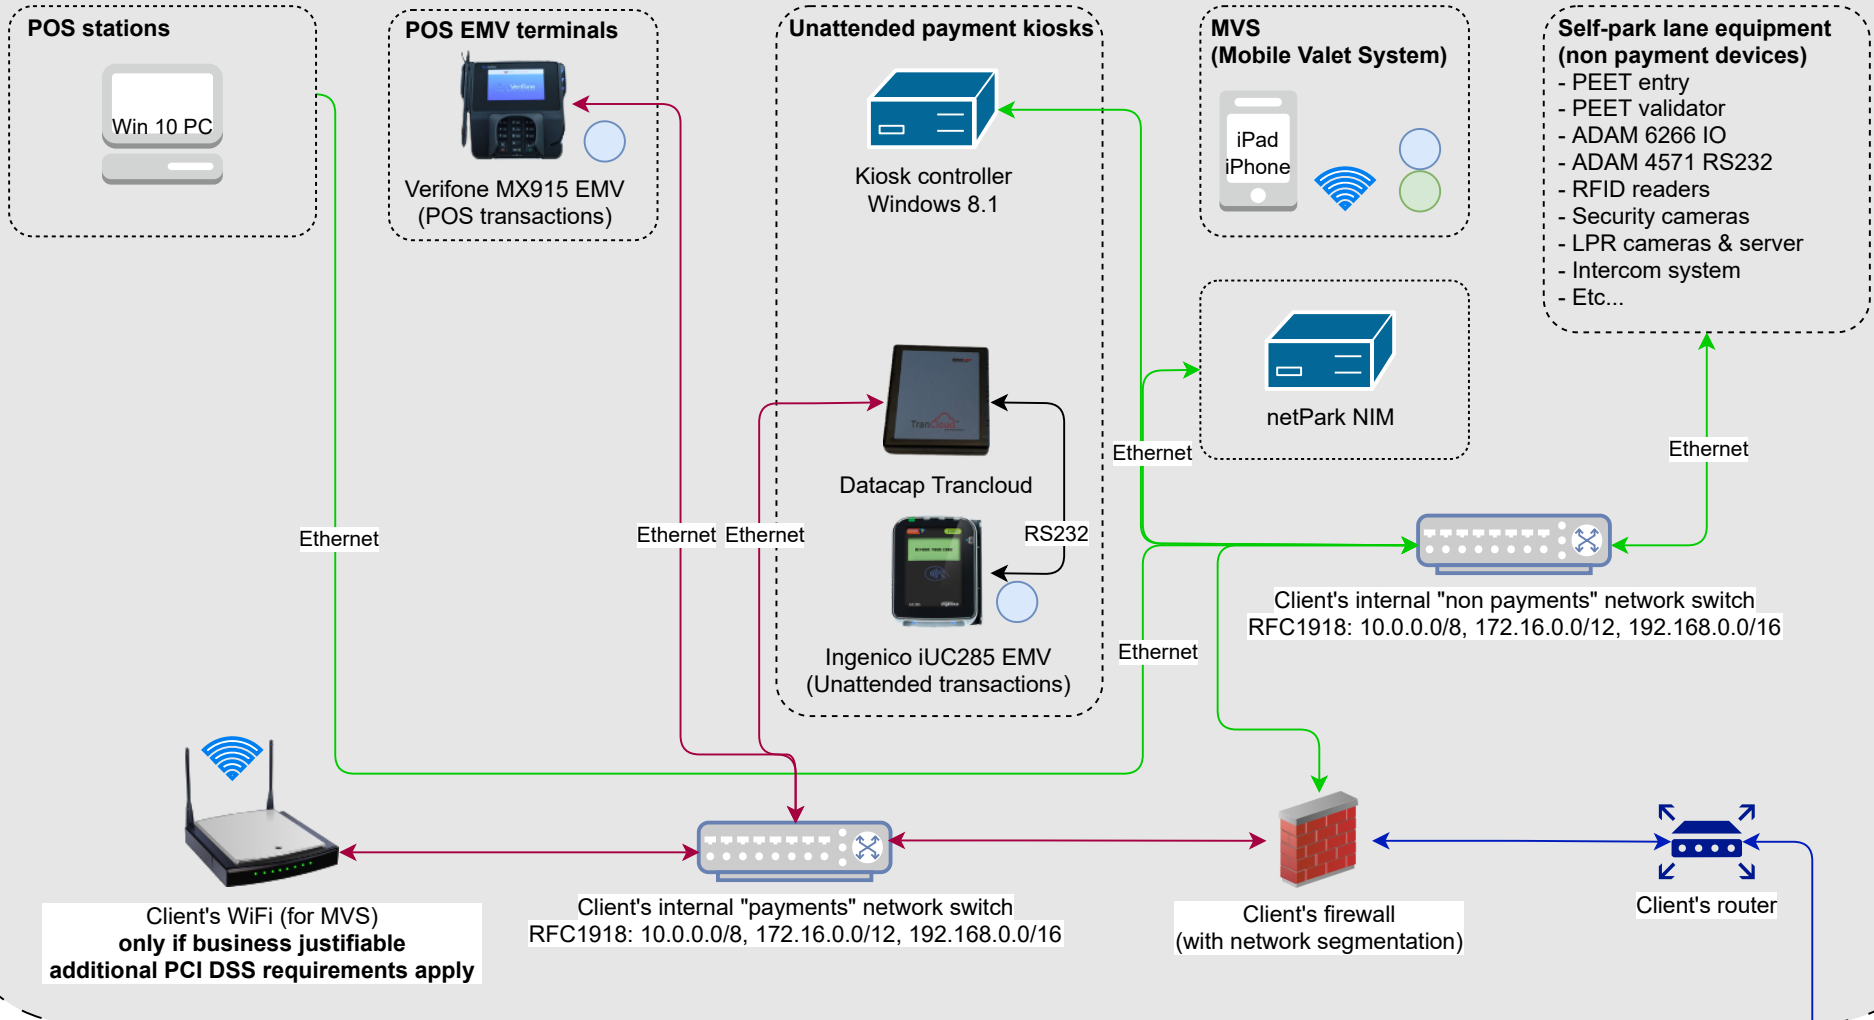 POS stations
Win 10 PC
POS EMV terminals
Verifone
Verifone MX915 EMV
(POS transactions)
Unattended payment kiosks
Kiosk controller
Windows 8.1
TranCloud
Datacap Trancloud
RS232
Ingenico iUC285 EMV
(Unattended transactions)
MVS
(Mobile Valet System)
iPad
iPhone
netPark NIM
Self-park lane equipment
(non payment devices)
- PEET entry
- PEET validator
- ADAM 6266 IO
- ADAM 4571 RS232
- RFID readers
- Security cameras
- LPR cameras & server
- Intercom system
- Etc...
Ethernet
Ethernet
Ethernet
Ethernet
Ethernet
Ethernet
Client's internal "non payments" network switch
RFC1918: 10.0.0.0/8, 172.16.0.0/12, 192.168.0.0/16
Client's WiFi (for MVS)
only if business justifiable
additional PCI DSS requirements apply
Client's internal "payments" network switch
RFC1918: 10.0.0.0/8, 172.16.0.0/12, 192.168.0.0/16
Client's firewall
(with network segmentation)
Client's router